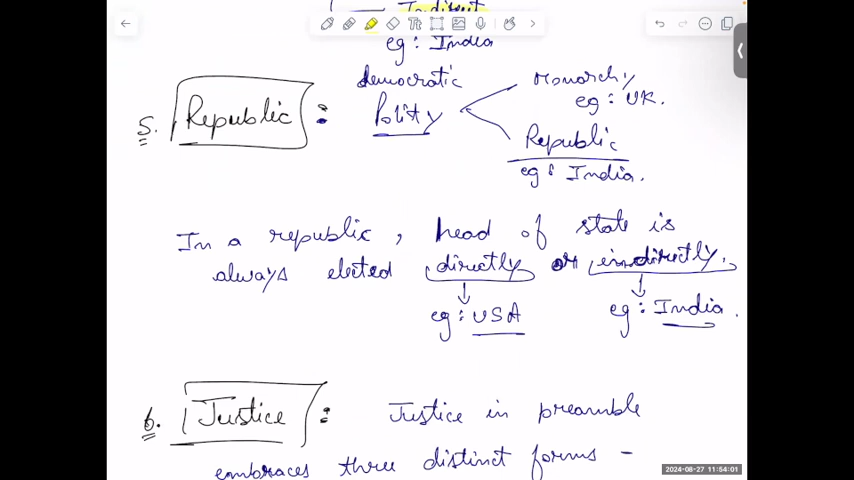 Indirect
eg: India
5. Republic :
democratic
Polity
Monarchy
eg: UK.
Republic
eg: India.
In a republic, head of state is
always elected directly or indirectly.
eg: USA
eg: India.
6. Justice :
Justice in preamble
embraces three distinct forms -
2024-08-27 11:54:01